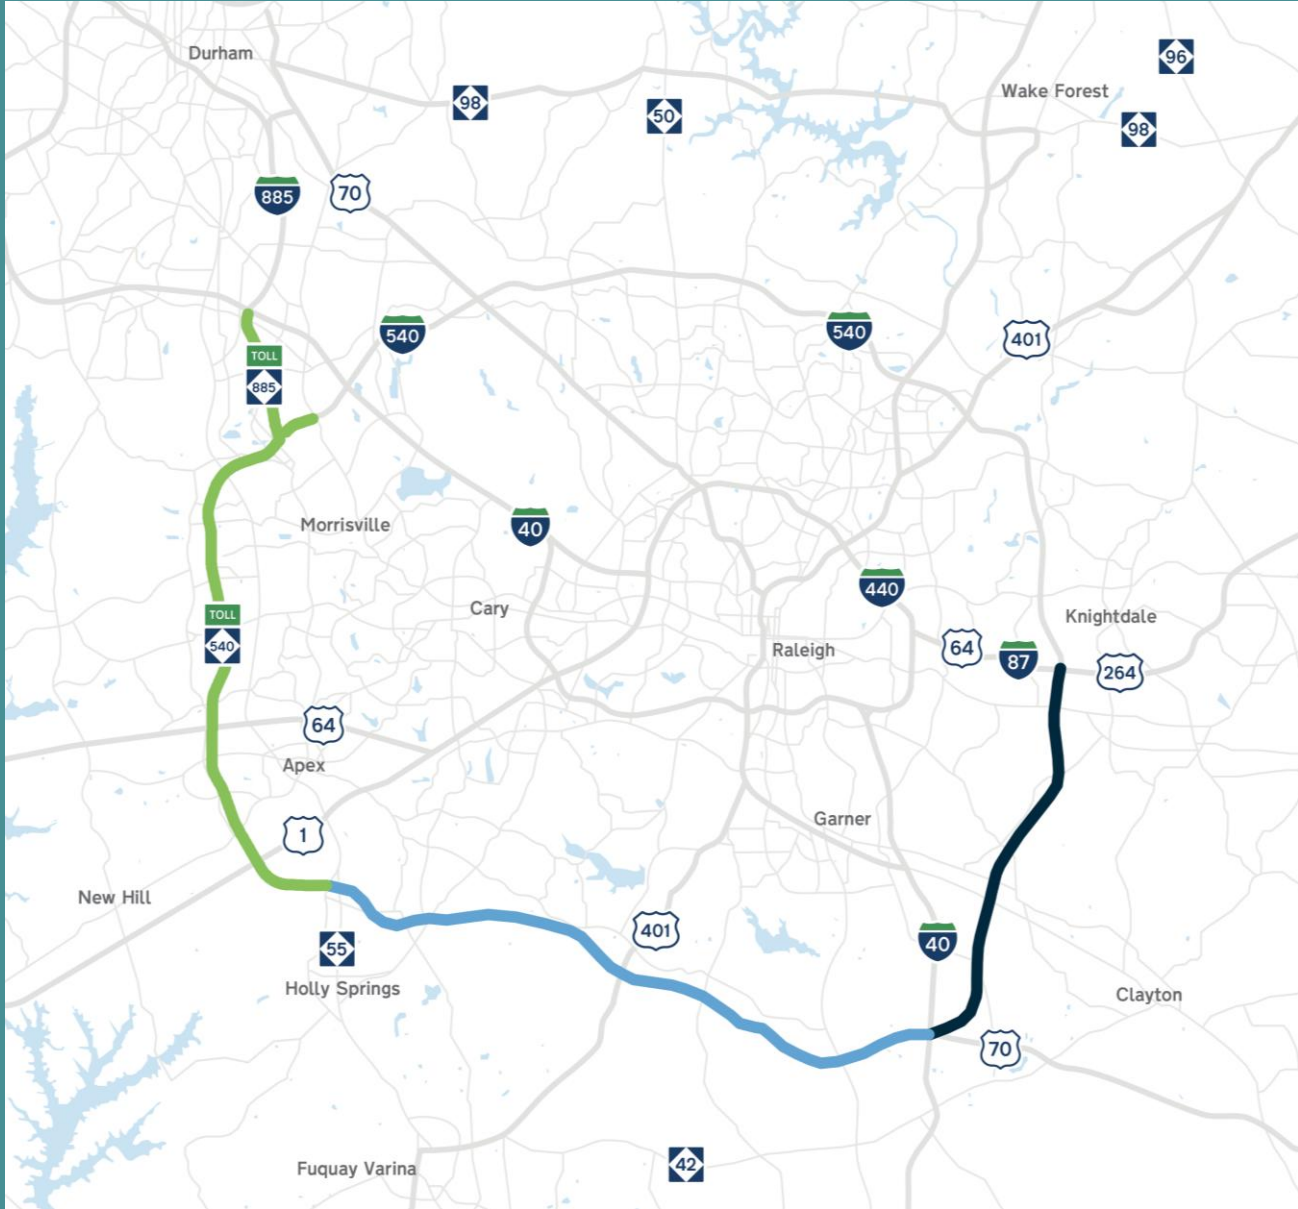 Durham
96
Wake Forest
98
50
98
885
70
540
540
401
TOLL
885
Morrisville
40
440
Cary
TOLL
540
Knightdale
Raleigh
64
87
264
64
Apex
Garner
1
New Hill
401
40
55
Holly Springs
Clayton
70
Fuquay Varina
42